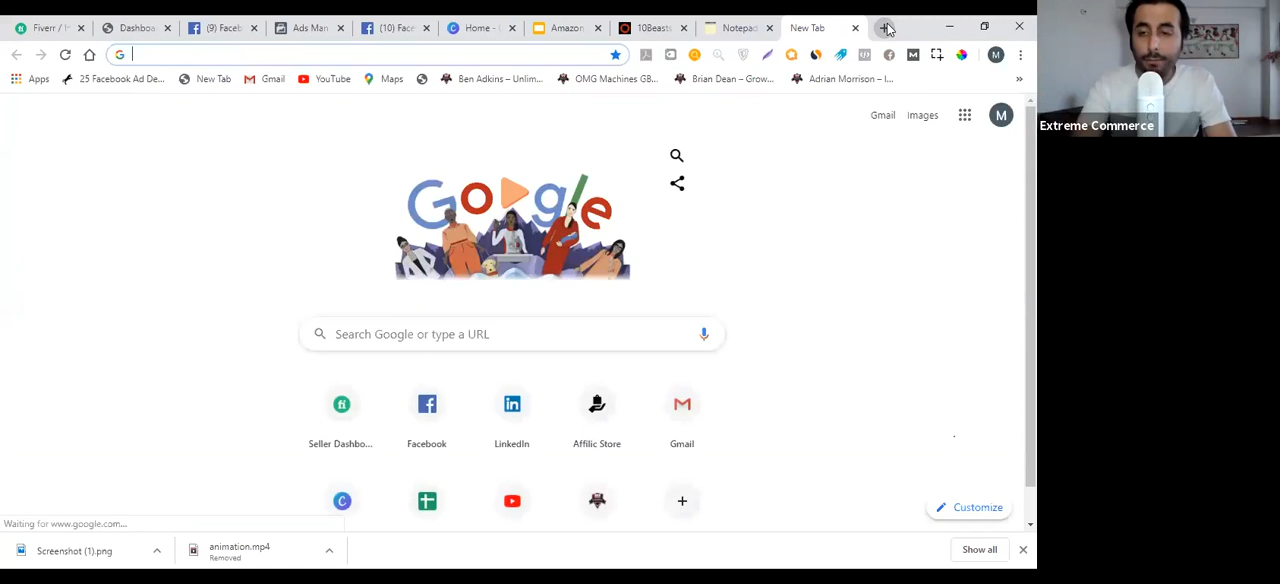 Fiverr / I
Dashboa
(9) Faceb
Ads Man
(10) Face
Home -
Amazon
10Beasts
Notepad
New Tab
Apps
25 Facebook Ad De...
New Tab
Gmail
YouTube
Maps
Ben Adkins – Unlim...
OMG Machines GB...
Brian Dean – Grow...
Adrian Morrison – I...
»
Extreme Commerce
Gmail
Images
M
Google
Search Google or type a URL
Seller Dashbo...
Facebook
LinkedIn
Affilic Store
Gmail
Customize
Waiting for www.google.com...
Screenshot (1).png
animation.mp4
Removed
Show all